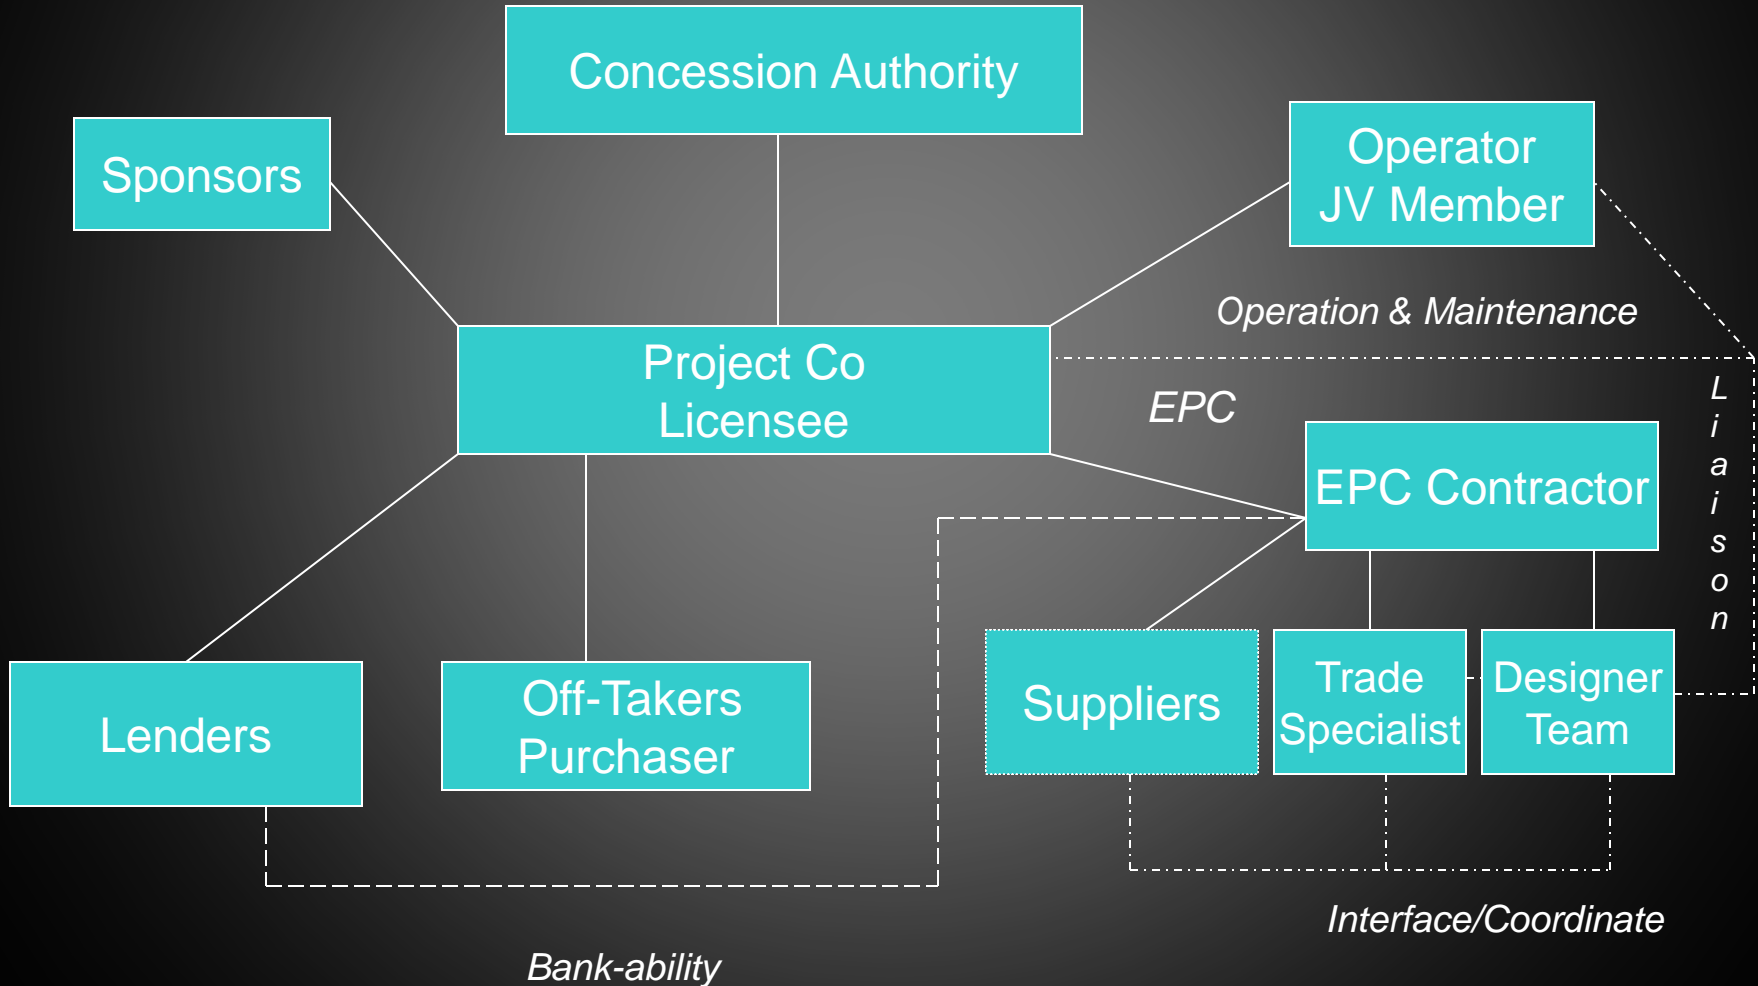 Concession Authority
Sponsors
Operator
JV Member
Operation & Maintenance
Project Co
Licensee
EPC
L
i
a
i
s
o
n
EPC Contractor
Lenders
Off-Takers
Purchaser
Suppliers
Trade
Specialist
Designer
Team
Interface/Coordinate
Bank-ability